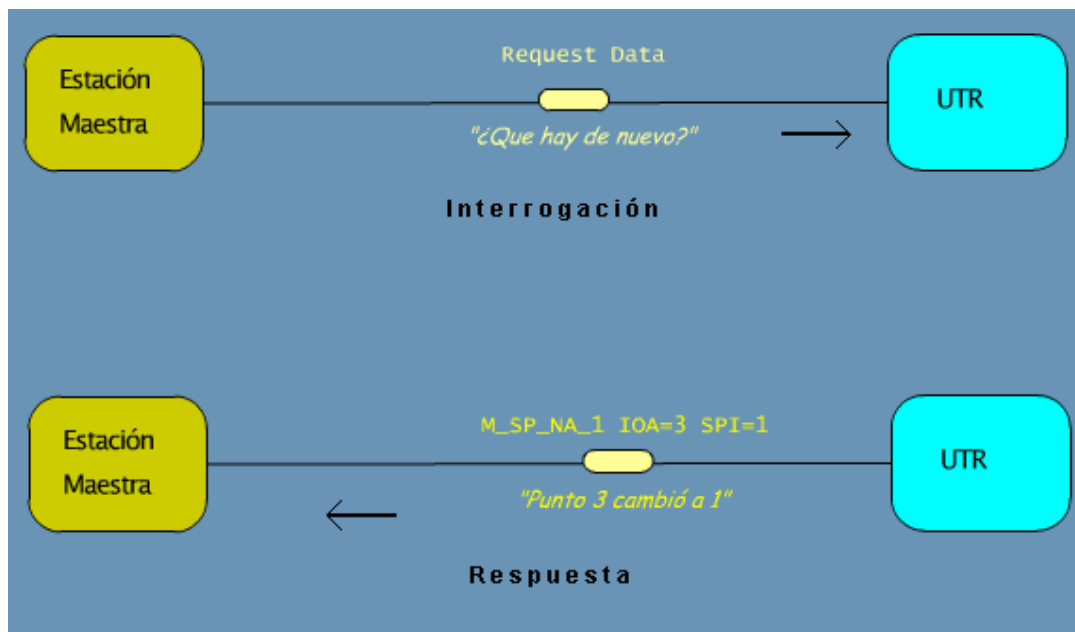 Estación
Maestra
Request Data
"¿Que hay de nuevo?"
UTR
Interrogación
Estación
Maestra
M_SP_NA_1 IOA=3 SPI=1
"Punto 3 cambió a 1"
UTR
Respuesta